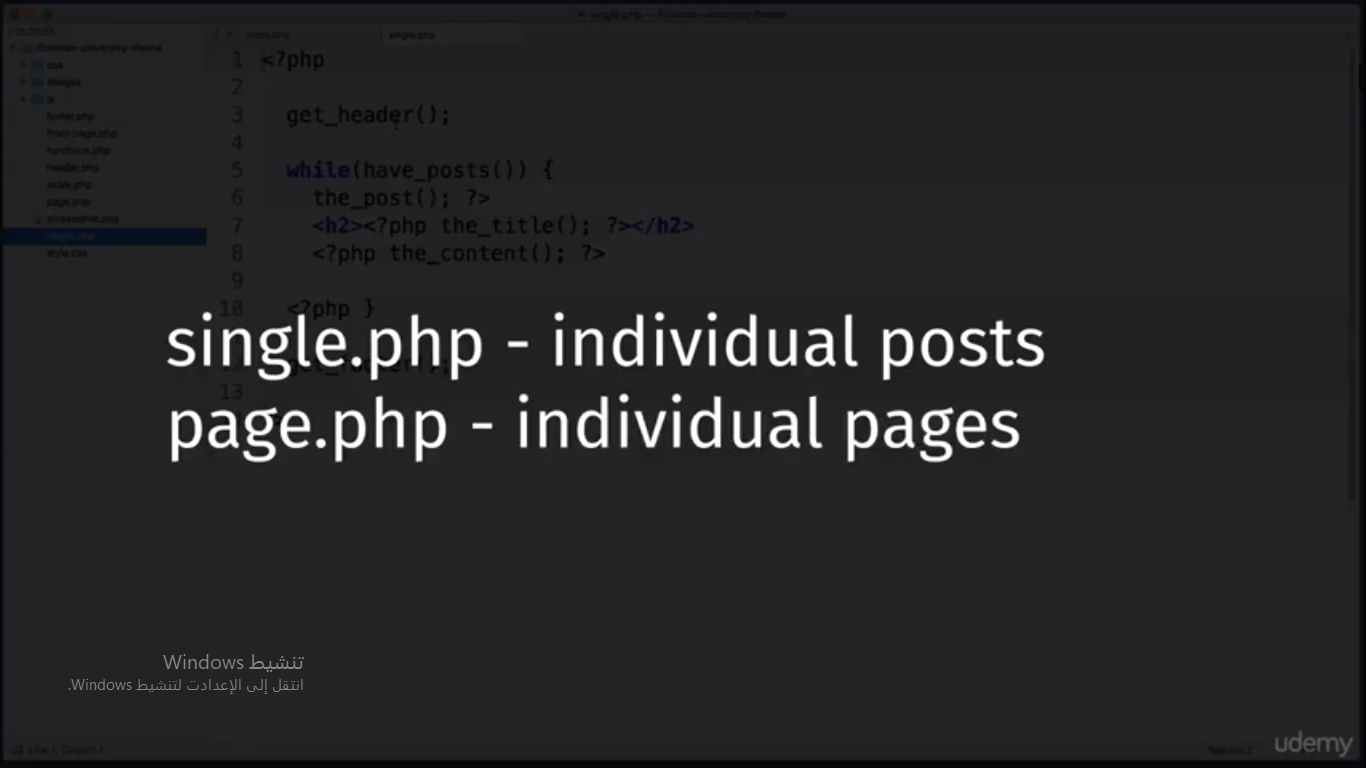 single.php — fictional-university-theme
FOLDERS
fictional-university-theme
css
images
js
footer.php
front-page.php
functions.php
header.php
index.php
page.php
screenshot.png
single.php
style.css
index.php
single.php
1 <?php
2
3 get_header();
4
5 while(have_posts()) {
6 the_post(); ?>
7 <h2><?php the_title(); ?></h2>
8 <?php the_content(); ?>
9
10 <?php }
single.php - individual posts
get_footer();
13
page.php - individual pages
تنشيط Windows
انتقل إلى الإعدادت لتنشيط Windows.
Line 1, Column 1
Spaces: 2
udemy